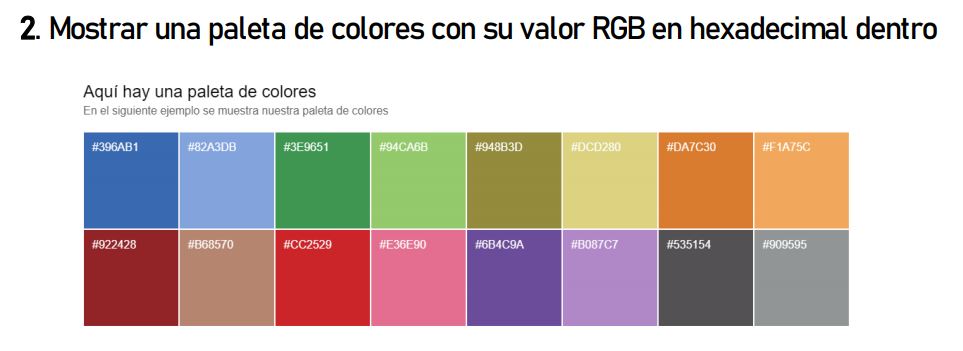 2. Mostrar una paleta de colores con su valor RGB en hexadecimal dentro
Aquí hay una paleta de colores
En el siguiente ejemplo se muestra nuestra paleta de colores
#396AB1 #82A3DB #3E9651 #94CA6B #948B3D #DCD280 #DA7C30 #F1A75C
#922428 #B68570 #CC2529 #E36E90 #6B4C9A #B087C7 #535154 #909595